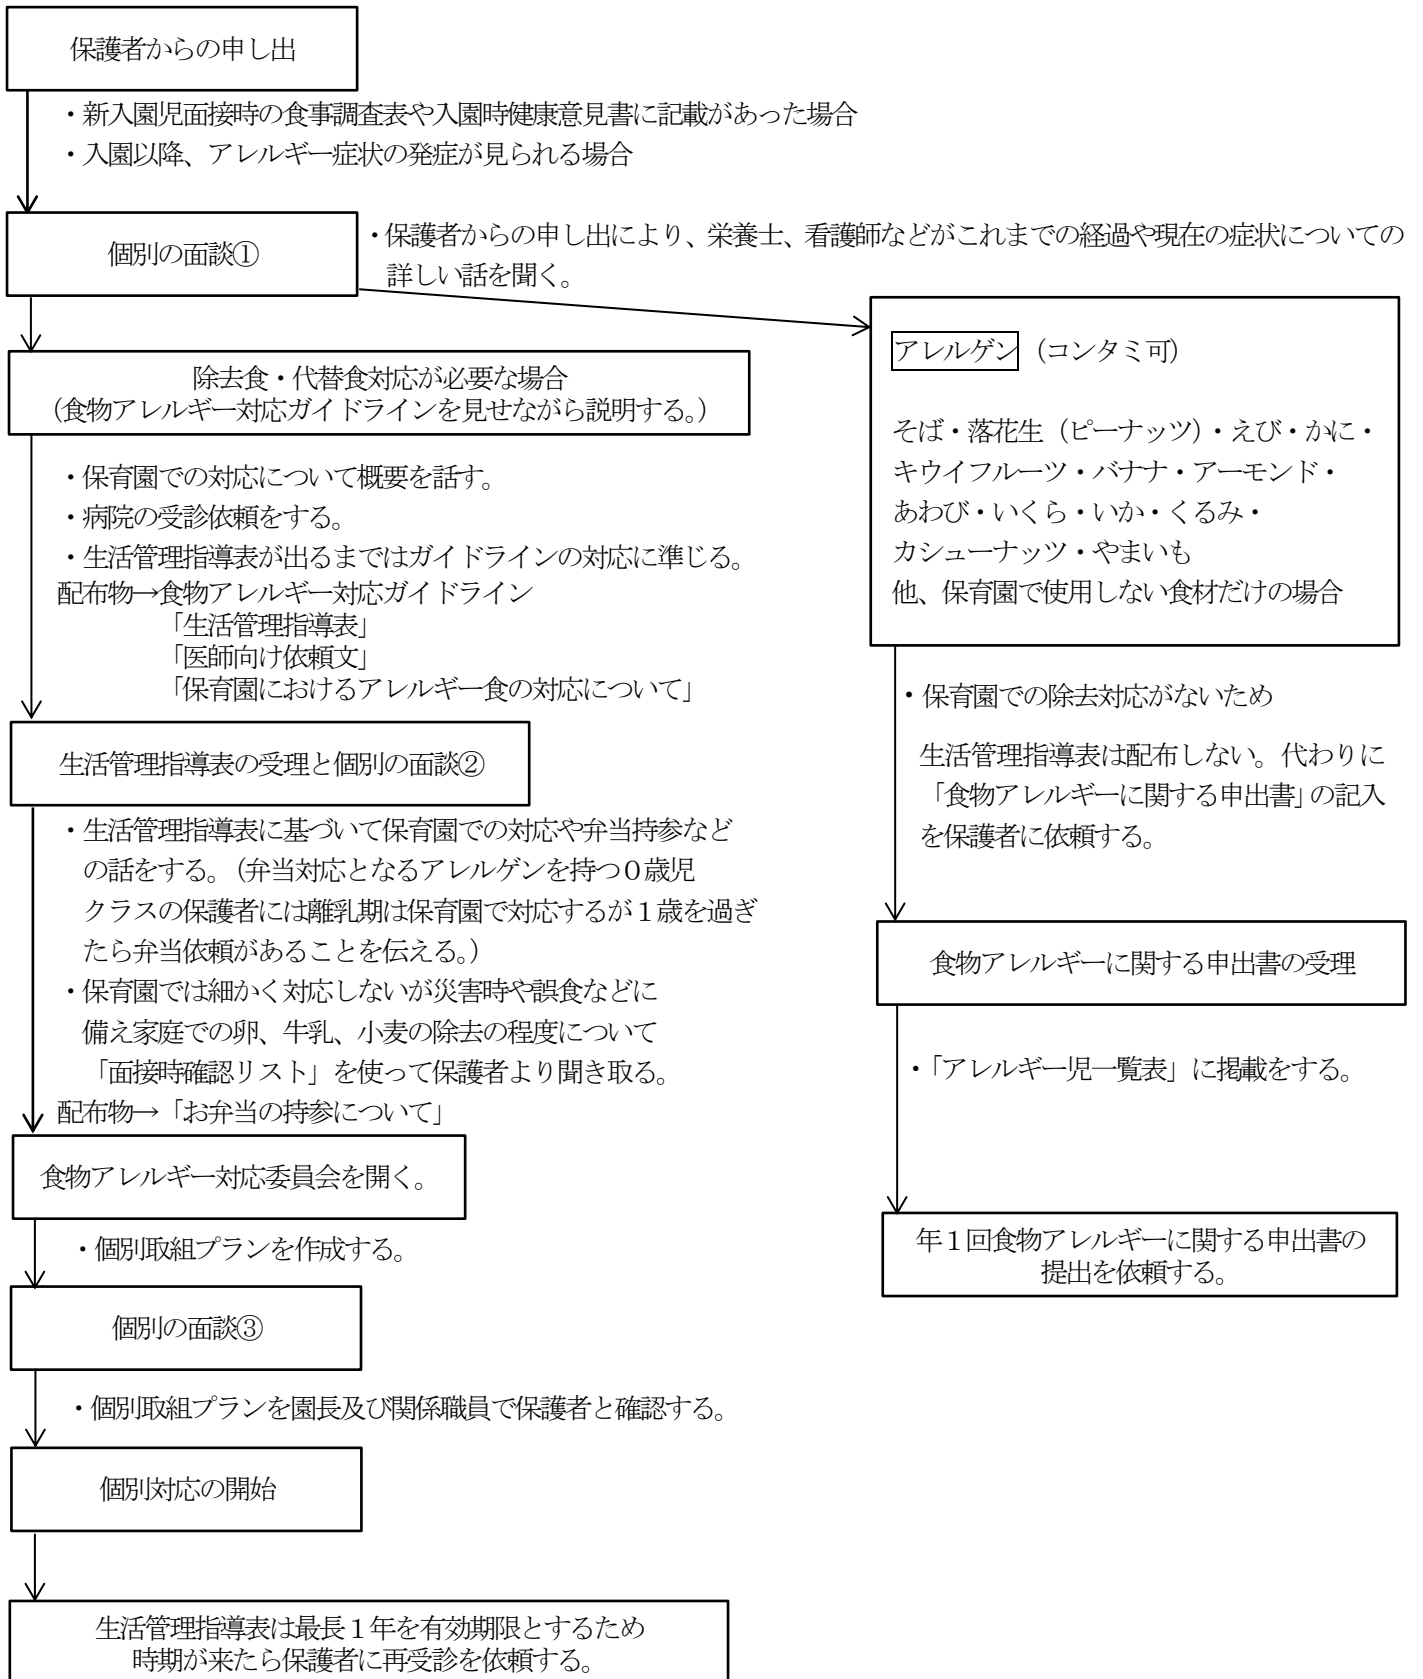 保護者からの申し出
・新入園児面接時の食事調査表や入園時健康意見書に記載があった場合
・入園以降、アレルギー症状の発症が見られる場合
個別の面談①
・保護者からの申し出により、栄養士、看護師などがこれまでの経過や現在の症状についての
詳しい話を聞く。
除去食・代替食対応が必要な場合
（食物アレルギー対応ガイドラインを見せながら説明する。）
・保育園での対応について概要を話す。
・病院の受診依頼をする。
・生活管理指導表が出るまではガイドラインの対応に準じる。
配布物→食物アレルギー対応ガイドライン
「生活管理指導表」
「医師向け依頼文」
「保育園におけるアレルギー食の対応について」
生活管理指導表の受理と個別の面談②
・生活管理指導表に基づいて保育園での対応や弁当持参など
の話をする。（弁当対応となるアレルゲンを持つ０歳児
クラスの保護者には離乳期は保育園で対応するが１歳を過ぎ
たら弁当依頼があることを伝える。）
・保育園では細かく対応しないが災害時や誤食などに
備え家庭での卵、牛乳、小麦の除去の程度について
「面接時確認リスト」を使って保護者より聞き取る。
配布物→「お弁当の持参について」
食物アレルギー対応委員会を開く。
・個別取組プランを作成する。
個別の面談③
・個別取組プランを園長及び関係職員で保護者と確認する。
個別対応の開始
生活管理指導表は最長１年を有効期限とするため
時期が来たら保護者に再受診を依頼する。
アレルゲン（コンタミ可）
そば・落花生（ピーナッツ）・えび・かに・
キウイフルーツ・バナナ・アーモンド・
あわび・いくら・いか・くるみ・
カシューナッツ・やまいも
他、保育園で使用しない食材だけの場合
・保育園での除去対応がないため
生活管理指導表は配布しない。代わりに
「食物アレルギーに関する申出書」の記入
を保護者に依頼する。
食物アレルギーに関する申出書の受理
・「アレルギー児一覧表」に掲載をする。
年１回食物アレルギーに関する申出書の
提出を依頼する。